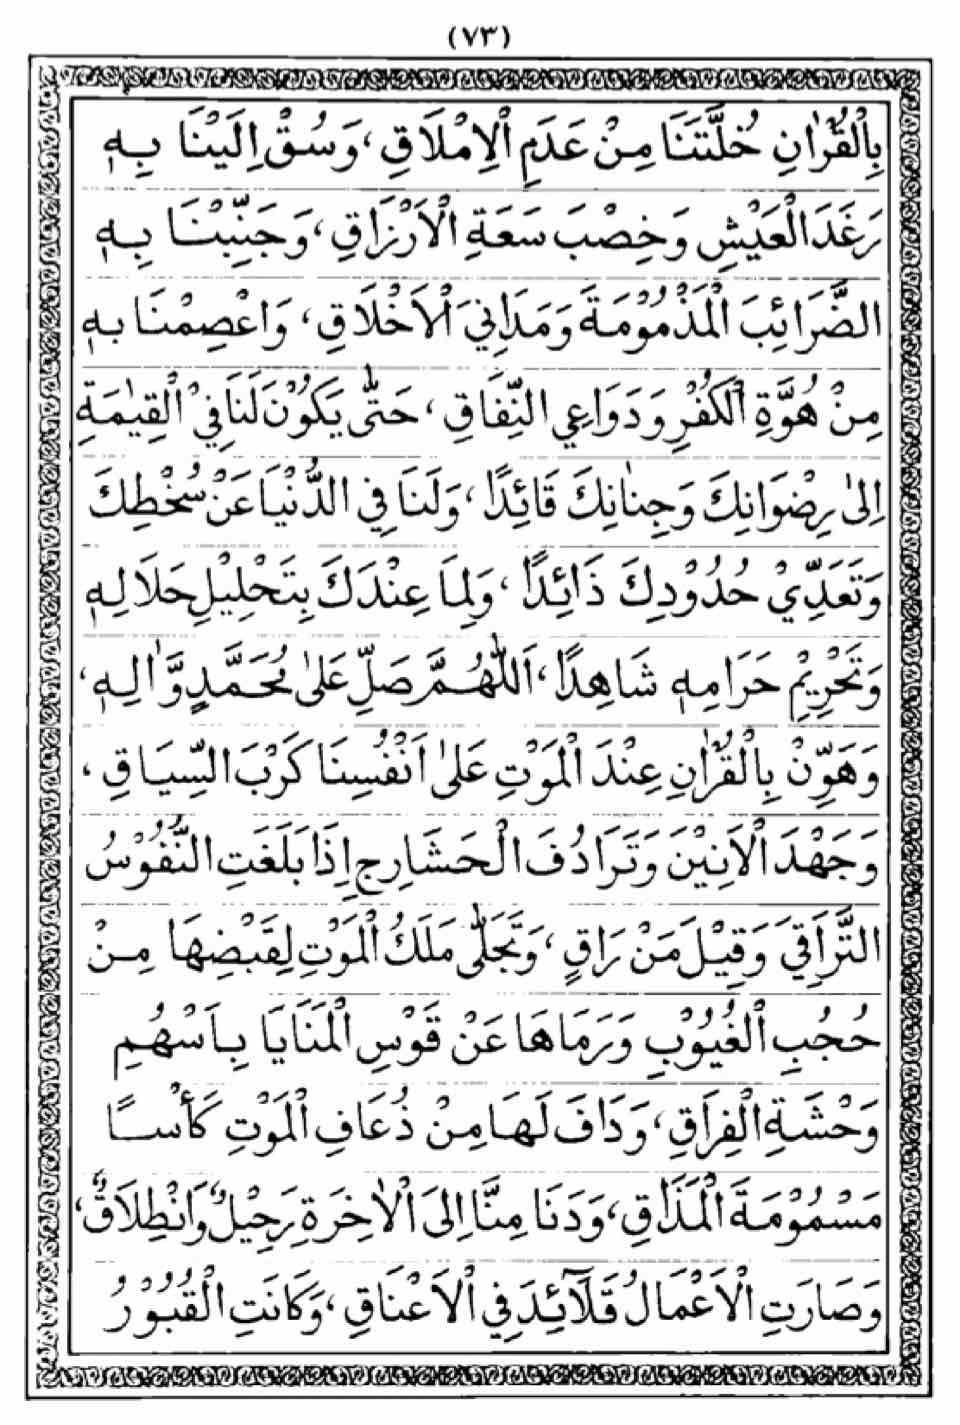 (۷۳)
بِالْقُرْاٰنِ خُلَّتَنَا مِنْ عَدَمِ الْاِمْلَاقِ، وَسُقْ اِلَيْنَا بِهٖ
رَغَدَ الْعَيْشِ وَخِصْبَ سَعَةِ الْاَرْزَاقِ، وَجَنِّبْنَا بِهِ
الضَّرَائِبَ الْمَذْمُوْمَةَ وَمَدَانِيَ الْاَخْلَاقِ، وَاعْصِمْنَا بِهٖ
مِنْ هُوَّةِ الْكُفْرِ وَدَوَاعِي النِّفَاقِ، حَتّٰى يَكُوْنَ لَنَا فِي الْقِيٰمَةِ
اِلٰى رِضْوَانِكَ وَجِنَانِكَ قَائِدًا، وَلَنَا فِي الدُّنْيَا عَنْ سُخْطِكَ
وَتَعَدِّيْ حُدُوْدِكَ ذَائِدًا، وَلِمَا عِنْدَكَ بِتَحْلِيْلِ حَلَالِهٖ
وَتَحْرِيْمِ حَرَامِهٖ شَاهِدًا، اَللّٰهُمَّ صَلِّ عَلٰى مُحَمَّدٍ وَّاٰلِهٖ،
وَهَوِّنْ بِالْقُرْاٰنِ عِنْدَ الْمَوْتِ عَلٰى اَنْفُسِنَا كَرْبَ السِّيَاقِ،
وَجَهْدَ الْاَنِيْنَ وَتَرَادُفَ الْحَشَارِجِ اِذَا بَلَغَتِ النُّفُوْسُ
التَّرَاقِيَ وَقِيْلَ مَنْ رَاقٍ، وَتَجَلّٰى مَلَكُ الْمَوْتِ لِقَبْضِهَا مِنْ
حُجُبِ الْغُيُوْبِ وَرَمَاهَا عَنْ قَوْسِ الْمَنَايَا بِاَسْهُمِ
وَحْشَةِ الْفِرَاقِ، وَدَافَ لَهَا مِنْ ذُعَافِ الْمَوْتِ كَأْسًا
مَسْمُوْمَةَ الْمَذَاقِ، وَدَنَا مِنَّا اِلَى الْاٰخِرَةِ رَحِيْلٌ وَّانْطِلَاقٌ،
وَصَارَتِ الْاَعْمَالُ قَلَآئِدَ فِي الْاَعْنَاقِ، وَكَانَتِ الْقُبُوْرُ